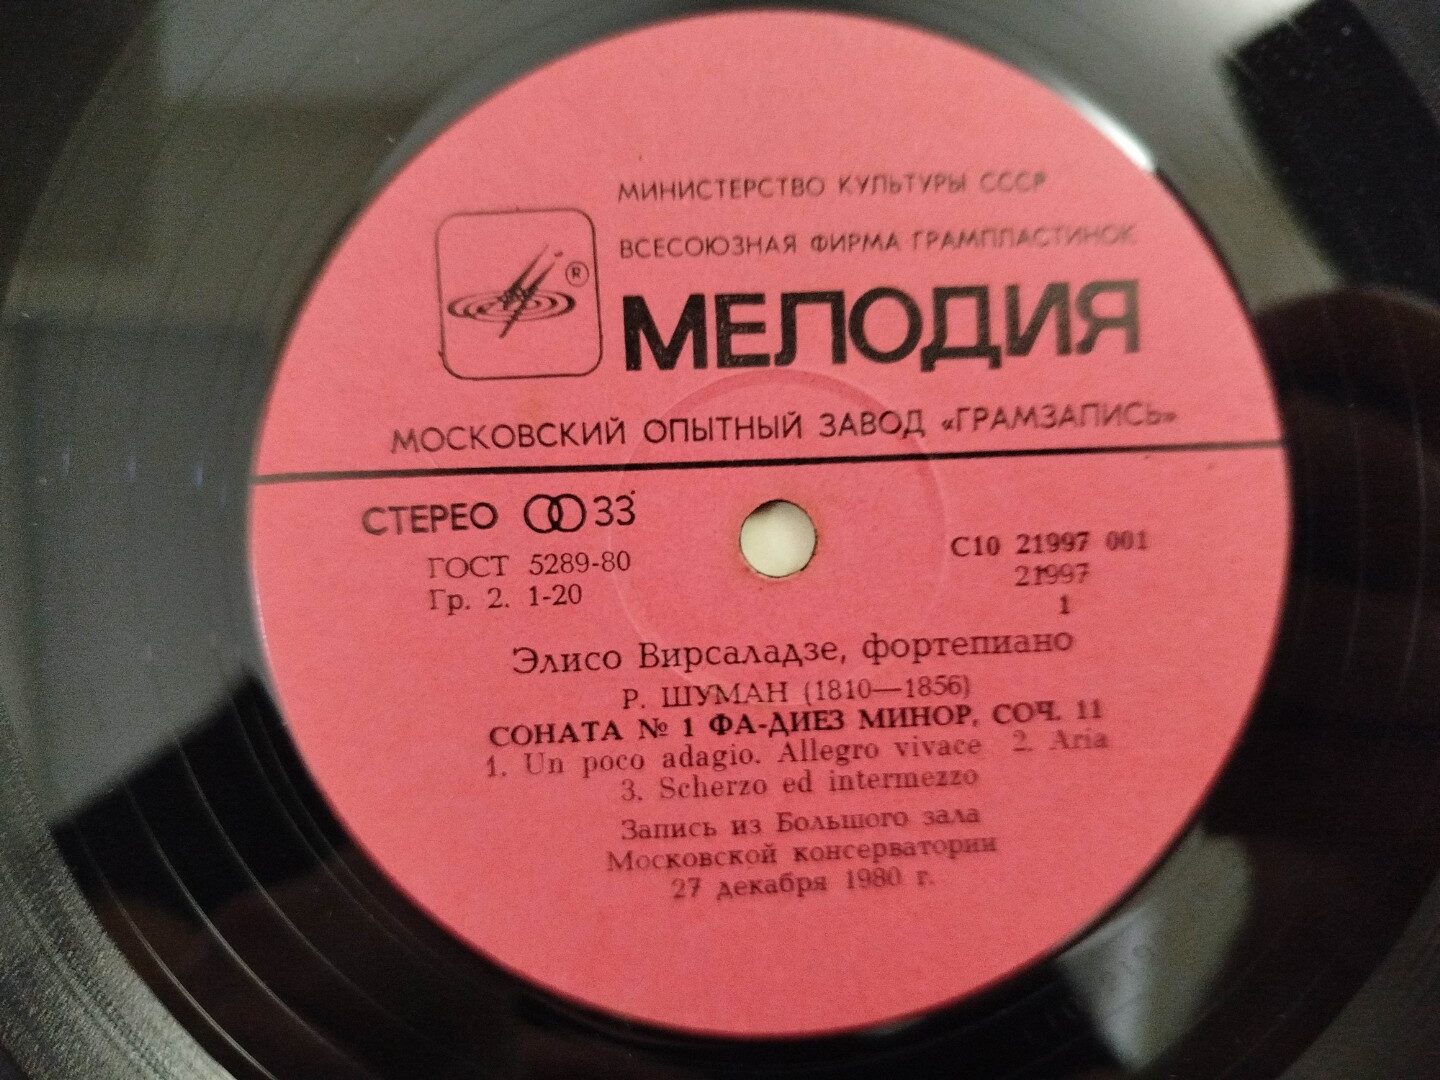 МИНИСТЕРСТВО КУЛЬТУРЫ СССР
ВСЕСОЮЗНАЯ ФИРМА ГРАМПЛАСТИНОК
®
МЕЛОДИЯ
МОСКОВСКИЙ ОПЫТНЫЙ ЗАВОД «ГРАМЗАПИСЬ»
СТЕРЕО 33
ГОСТ 5289-80
Гр. 2. 1-20
С10 21997 001
21997
1
Элисо Вирсаладзе, фортепиано
Р. ШУМАН (1810—1856)
СОНАТА № 1 ФА-ДИЕЗ МИНОР, СОЧ. 11
1. Un poco adagio. Allegro vivace 2. Aria
3. Scherzo ed intermezzo
Запись из Большого зала
Московской консерватории
27 декабря 1980 г.